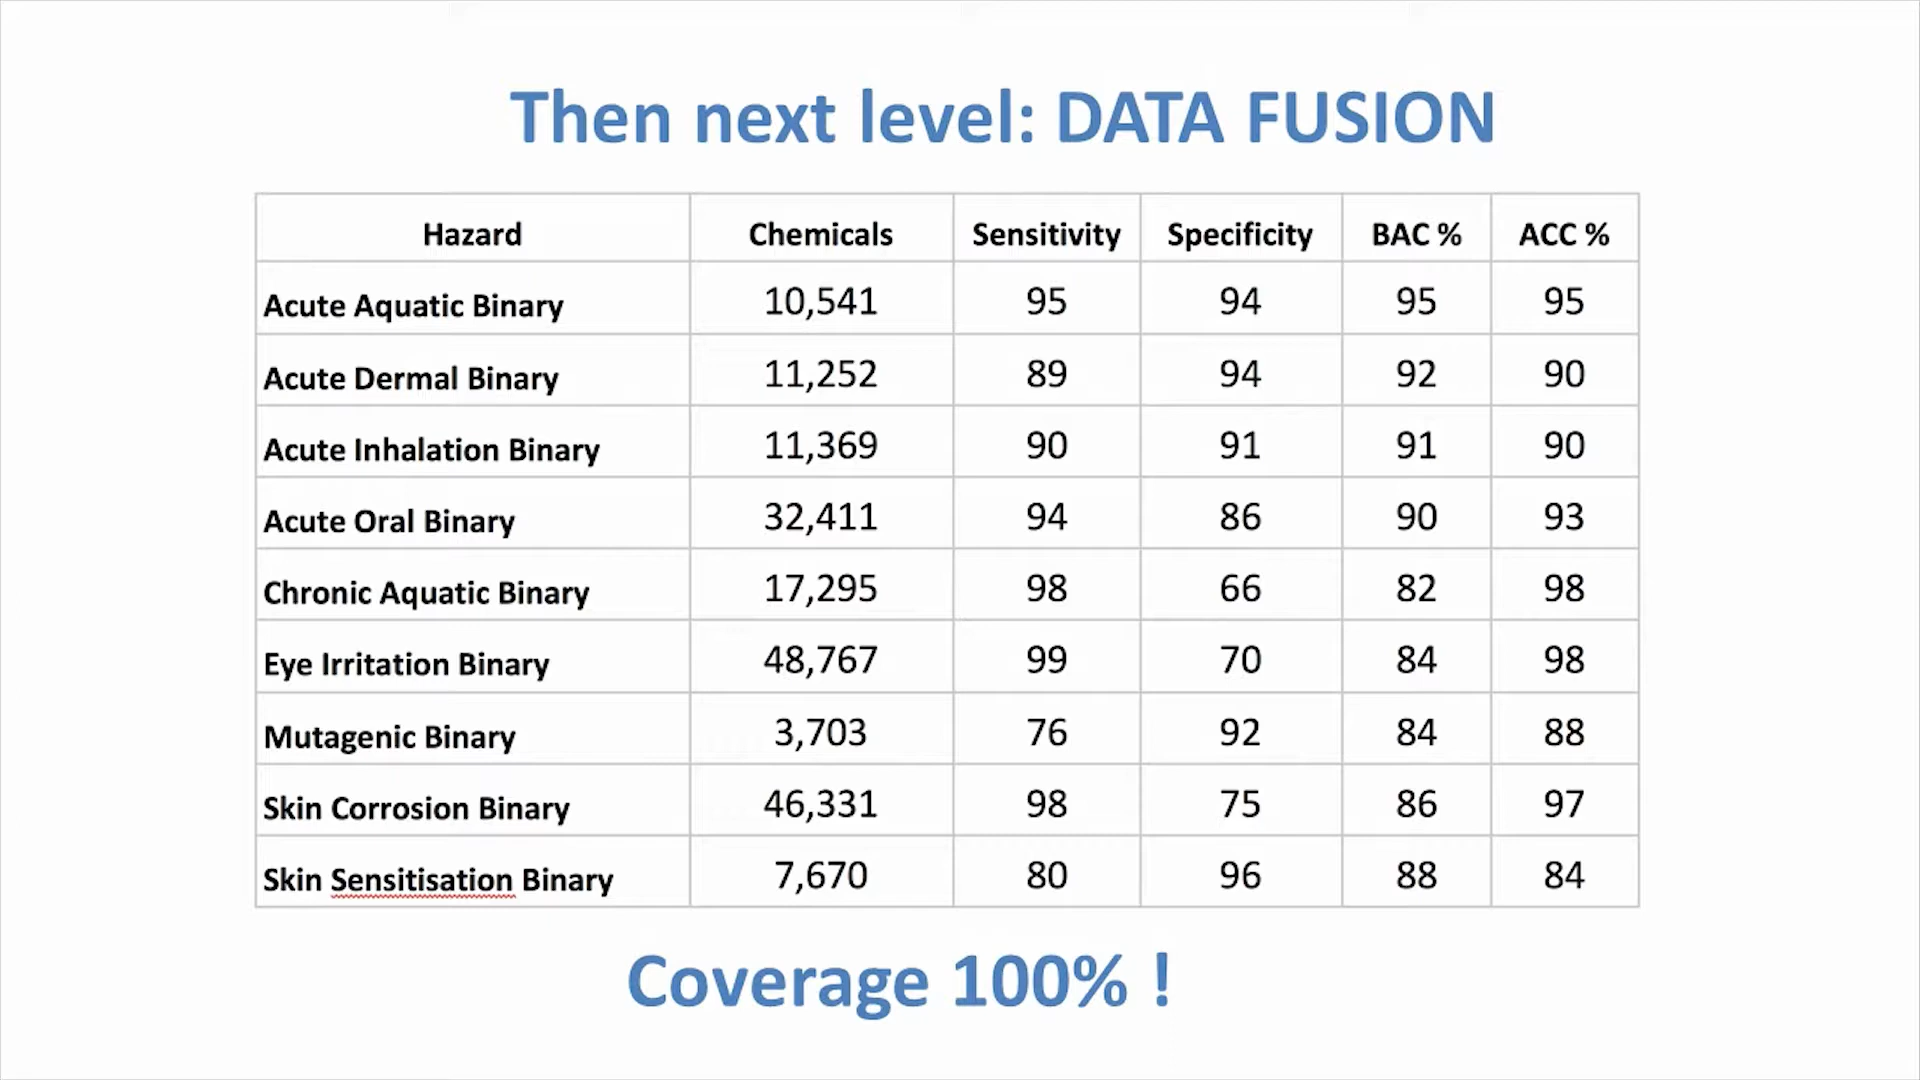 Then next level: DATA FUSION
Hazard Chemicals Sensitivity Specificity BAC % ACC %
Acute Aquatic Binary 10,541 95 94 95 95
Acute Dermal Binary 11,252 89 94 92 90
Acute Inhalation Binary 11,369 90 91 91 90
Acute Oral Binary 32,411 94 86 90 93
Chronic Aquatic Binary 17,295 98 66 82 98
Eye Irritation Binary 48,767 99 70 84 98
Mutagenic Binary 3,703 76 92 84 88
Skin Corrosion Binary 46,331 98 75 86 97
Skin Sensitisation Binary 7,670 80 96 88 84
Coverage 100% !